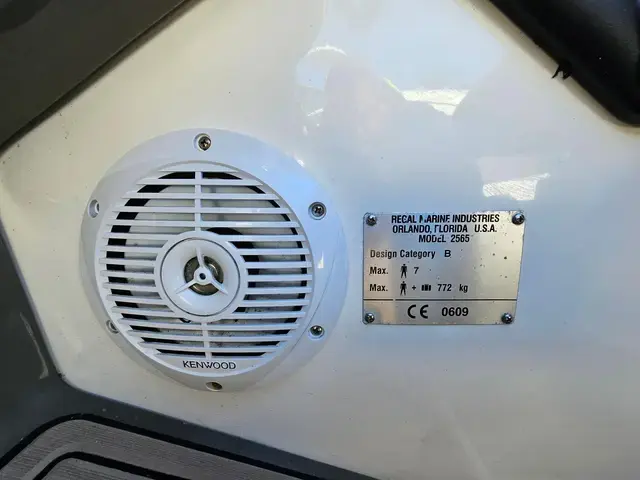 KENWOOD
REGAL MARINE INDUSTRIES
ORLANDO, FLORIDA U.S.A.
MODEL 2565
Design Category B
Max. 7
Max. + 772 kg
CE 0609